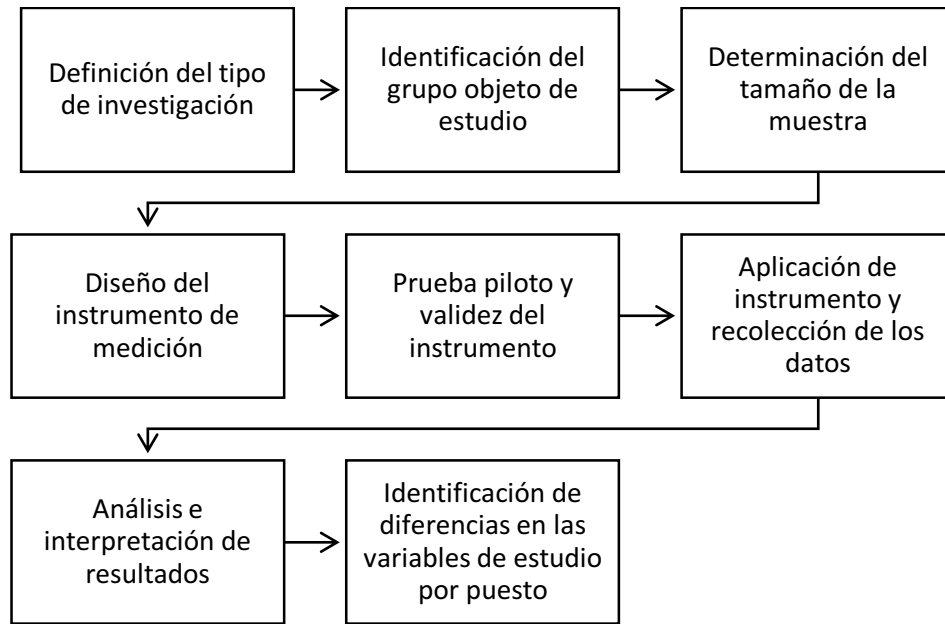 Definición del tipo
de investigación
Identificación del
grupo objeto de
estudio
Determinación del
tamaño de la
muestra
Diseño del
instrumento de
medición
Prueba piloto y
validez del
instrumento
Aplicación de
instrumento y
recolección de los
datos
Análisis e
interpretación de
resultados
Identificación de
diferencias en las
variables de estudio
por puesto